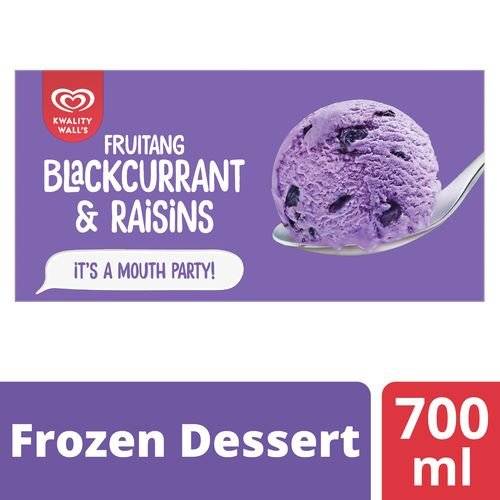 KWALITY
WALL'S
FRUITANG
BLaCKCURRANT
& RAiSiNS
iT'S A MOUTH PARTY!
Frozen Dessert
700
ml